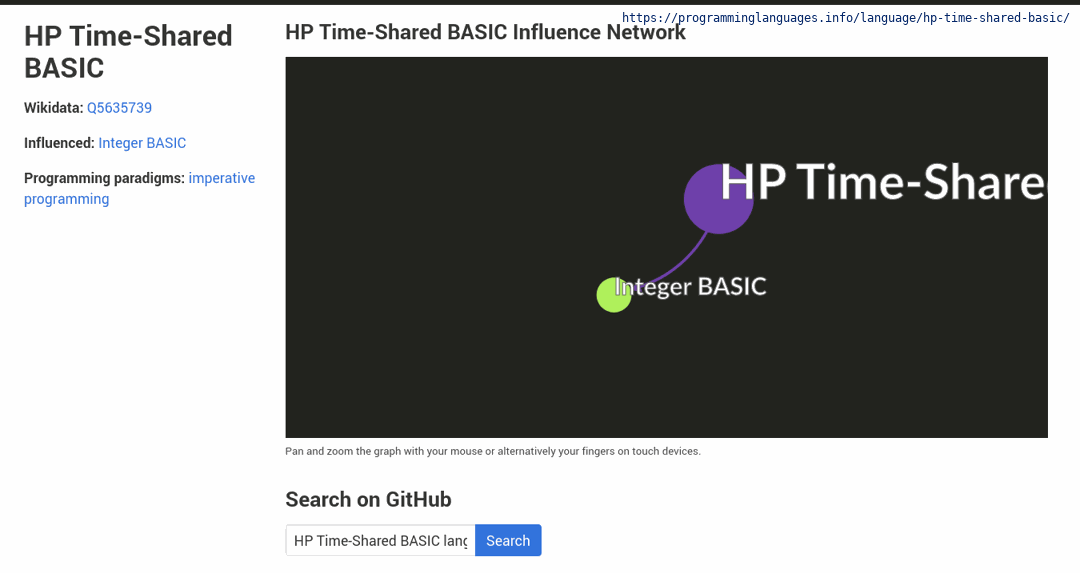 https://programminglanguages.info/language/hp-time-shared-basic/
HP Time-Shared
BASIC
Wikidata: Q5635739
Influenced: Integer BASIC
Programming paradigms: imperative
programming
HP Time-Shared BASIC Influence Network
HP Time-Share
Integer BASIC
Pan and zoom the graph with your mouse or alternatively your fingers on touch devices.
Search on GitHub
HP Time-Shared BASIC lang
Search